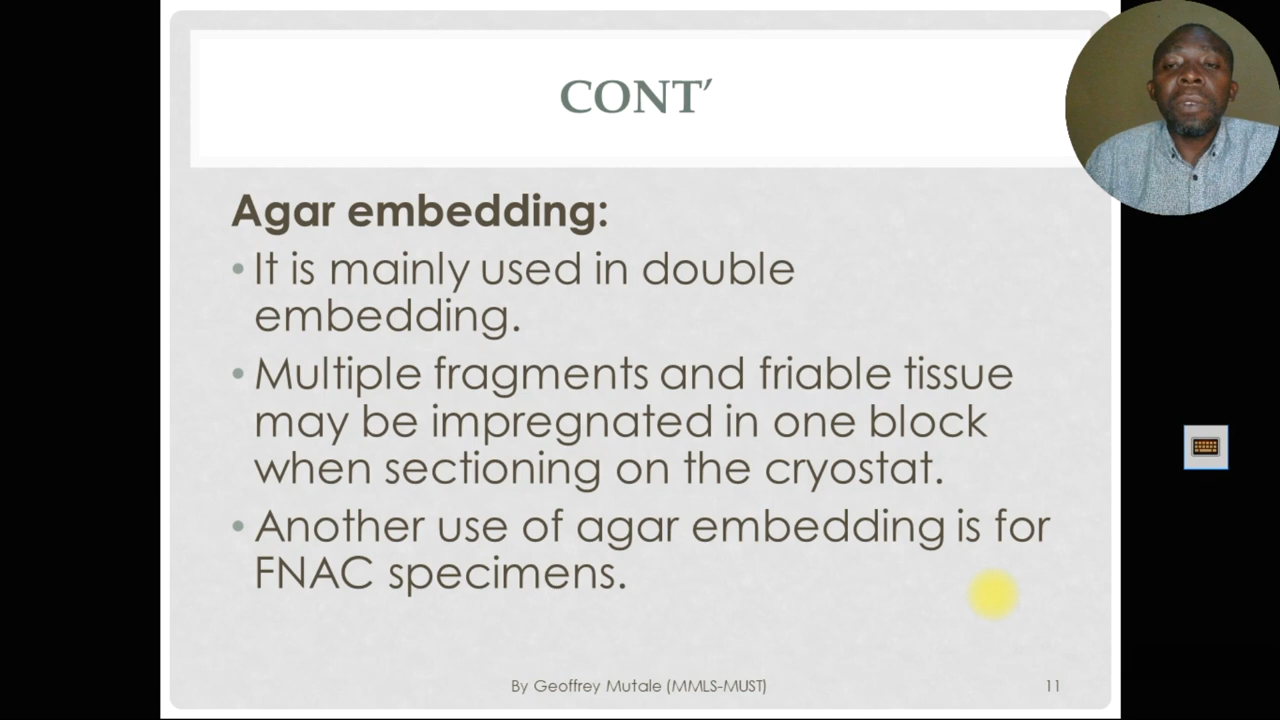 CONT′
Agar embedding:
• It is mainly used in double
embedding.
• Multiple fragments and friable tissue
may be impregnated in one block
when sectioning on the cryostat.
• Another use of agar embedding is for
FNAC specimens.
By Geoffrey Mutale (MMLS-MUST)
11